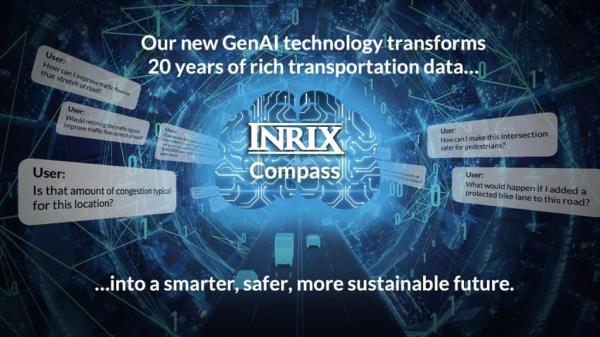 Our new GenAI technology transforms
20 years of rich transportation data...
User:
How can I improve traffic flow on
that stretch of road?
User:
Would retiming the traffic signals
improve traffic flow
User:
Is that amount of congestion typical
for this location?
INRIX
Compass
User:
How can I make this intersection
safer for pedestrians?
User:
What would happen if I added a
protected bike lane to this road?
...into a smarter, safer, more sustainable future.